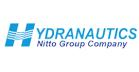 HYDRANAUTICS
Nitto Group Company